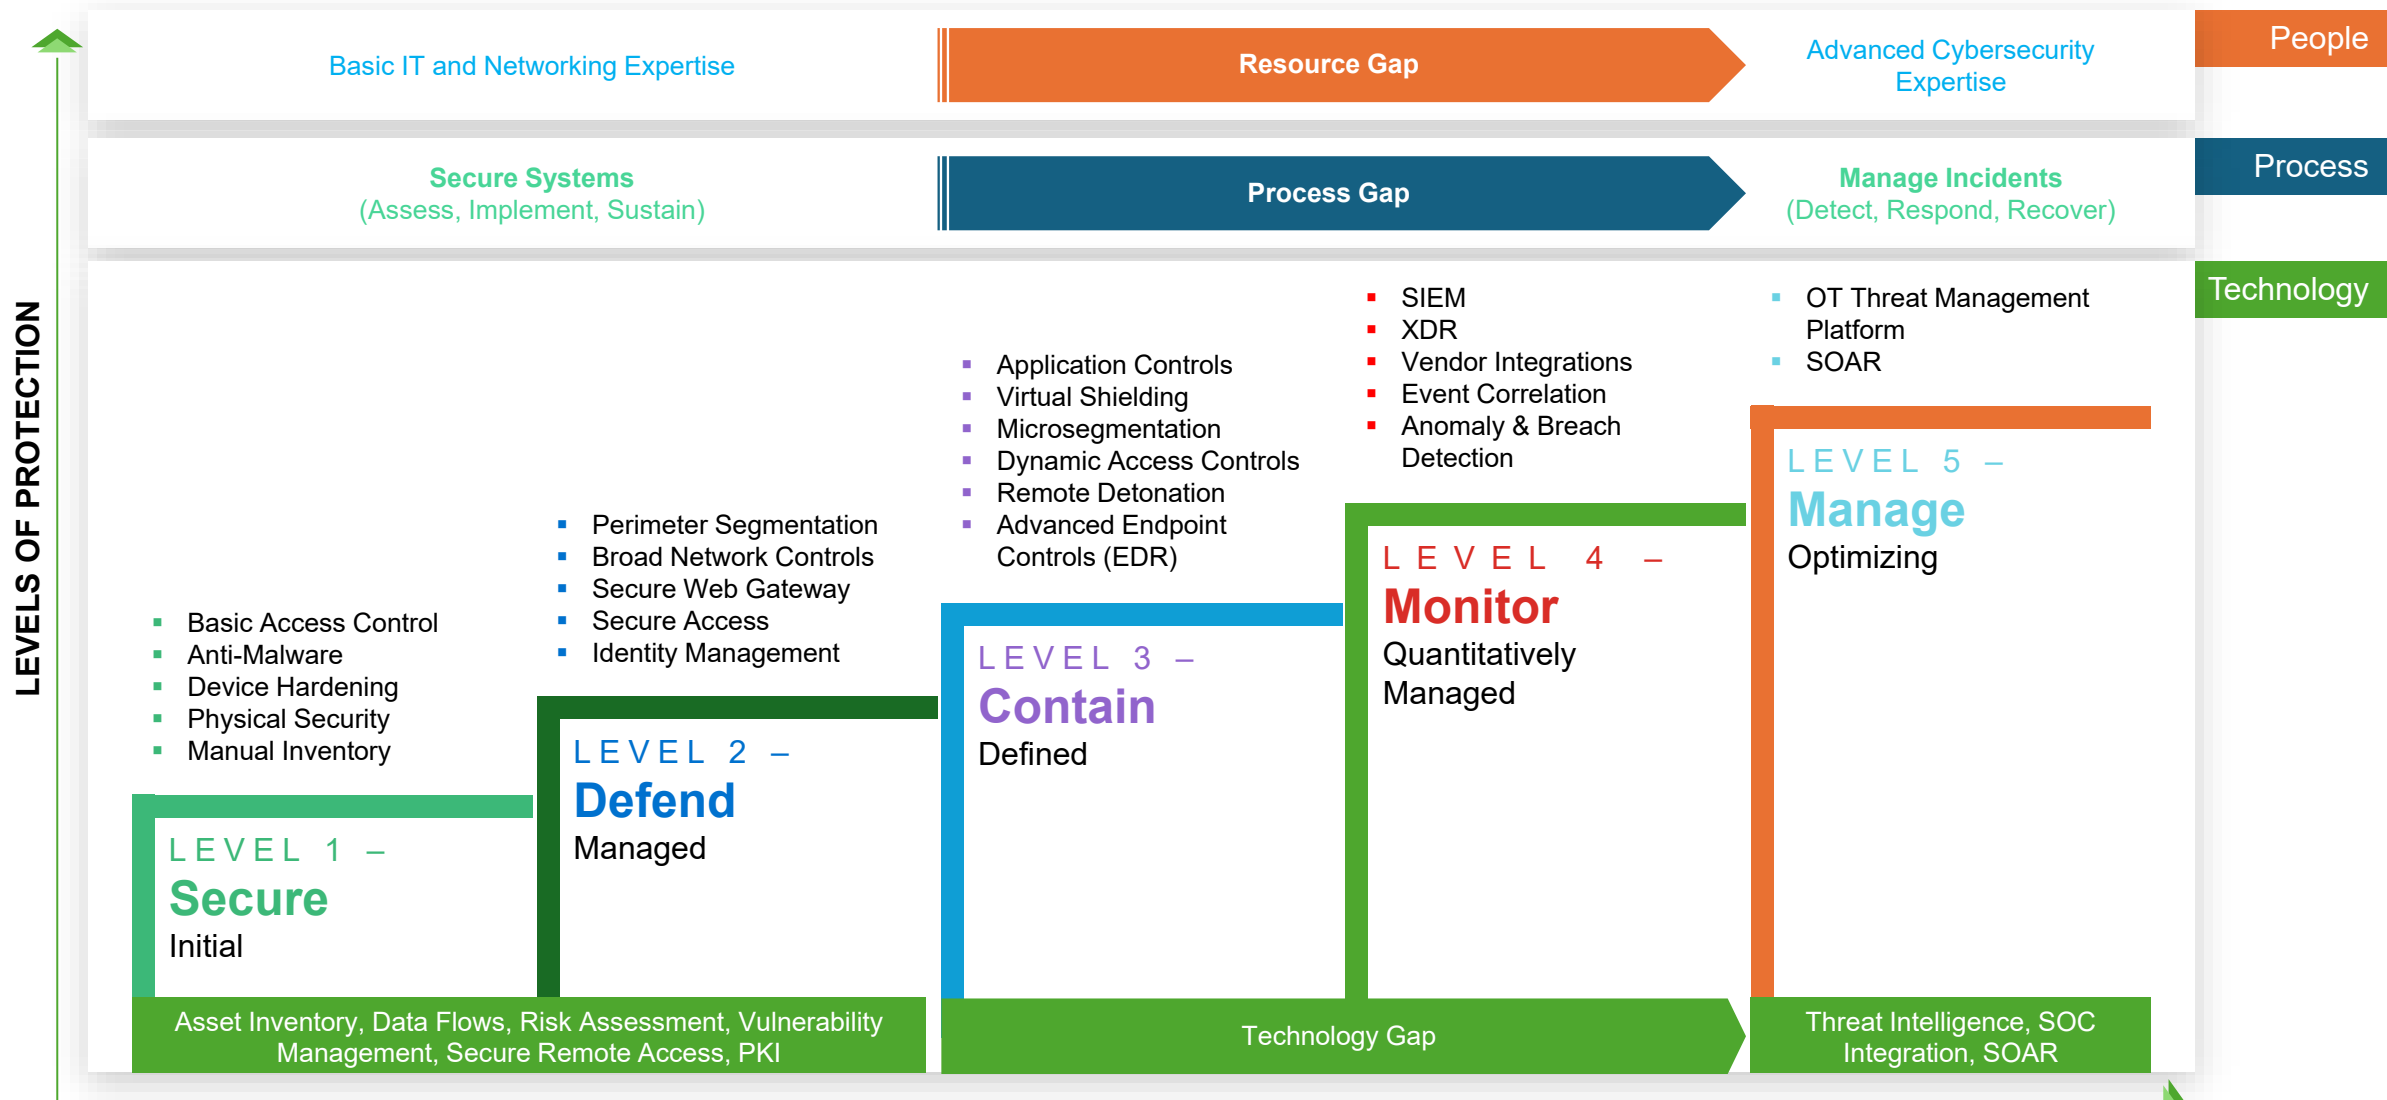 Basic IT and Networking Expertise
Resource Gap
Advanced Cybersecurity
Expertise
People
Secure Systems
(Assess, Implement, Sustain)
Process Gap
Manage Incidents
(Detect, Respond, Recover)
Process
Technology
LEVELS OF PROTECTION
Basic Access Control
Anti-Malware
Device Hardening
Physical Security
Manual Inventory
LEVEL 1 –
Secure
Initial
Perimeter Segmentation
Broad Network Controls
Secure Web Gateway
Secure Access
Identity Management
LEVEL 2 –
Defend
Managed
Application Controls
Virtual Shielding
Microsegmentation
Dynamic Access Controls
Remote Detonation
Advanced Endpoint
Controls (EDR)
LEVEL 3 –
Contain
Defined
SIEM
XDR
Vendor Integrations
Event Correlation
Anomaly & Breach
Detection
LEVEL 4 –
Monitor
Quantitatively
Managed
OT Threat Management
Platform
SOAR
LEVEL 5 –
Manage
Optimizing
Asset Inventory, Data Flows, Risk Assessment, Vulnerability
Management, Secure Remote Access, PKI
Technology Gap
Threat Intelligence, SOC
Integration, SOAR